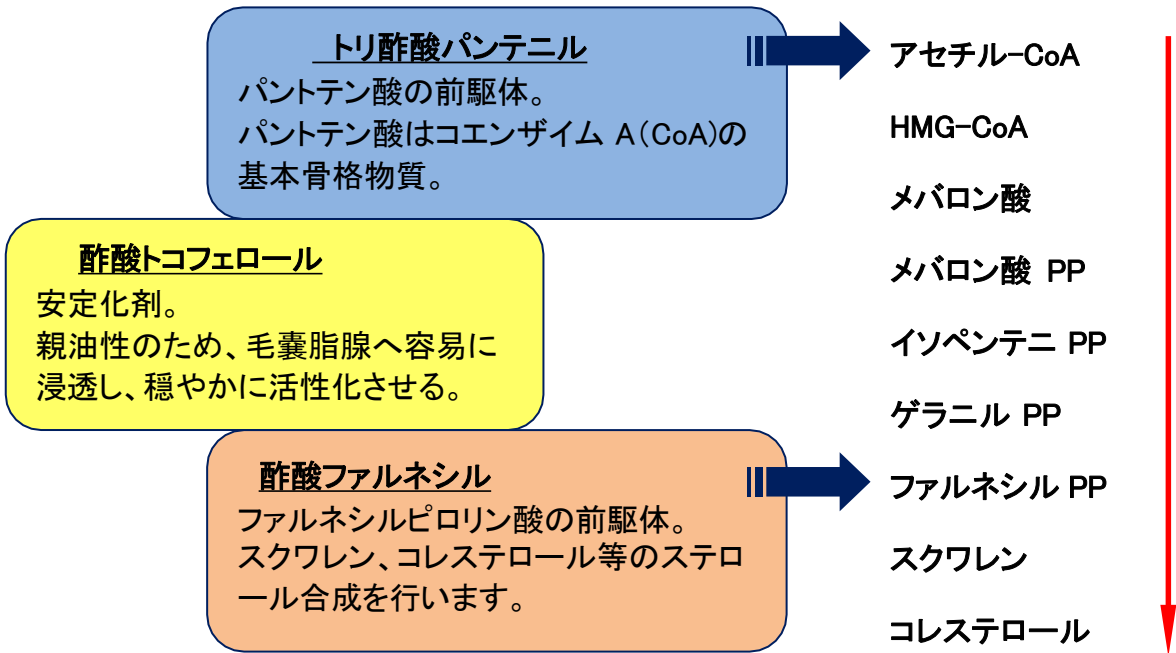 トリ酢酸パンテニル
パントテン酸の前駆体。
パントテン酸はコエンザイム A(CoA)の
基本骨格物質。
酢酸トコフェロール
安定化剤。
親油性のため、毛嚢脂腺へ容易に
浸透し、穏やかに活性化させる。
酢酸ファルネシル
ファルネシルピロリン酸の前駆体。
スクワレン、コレステロール等のステロ
ール合成を行います。
アセチル-CoA
HMG-CoA
メバロン酸
メバロン酸 PP
イソペンテニ PP
ゲラニル PP
ファルネシル PP
スクワレン
コレステロール